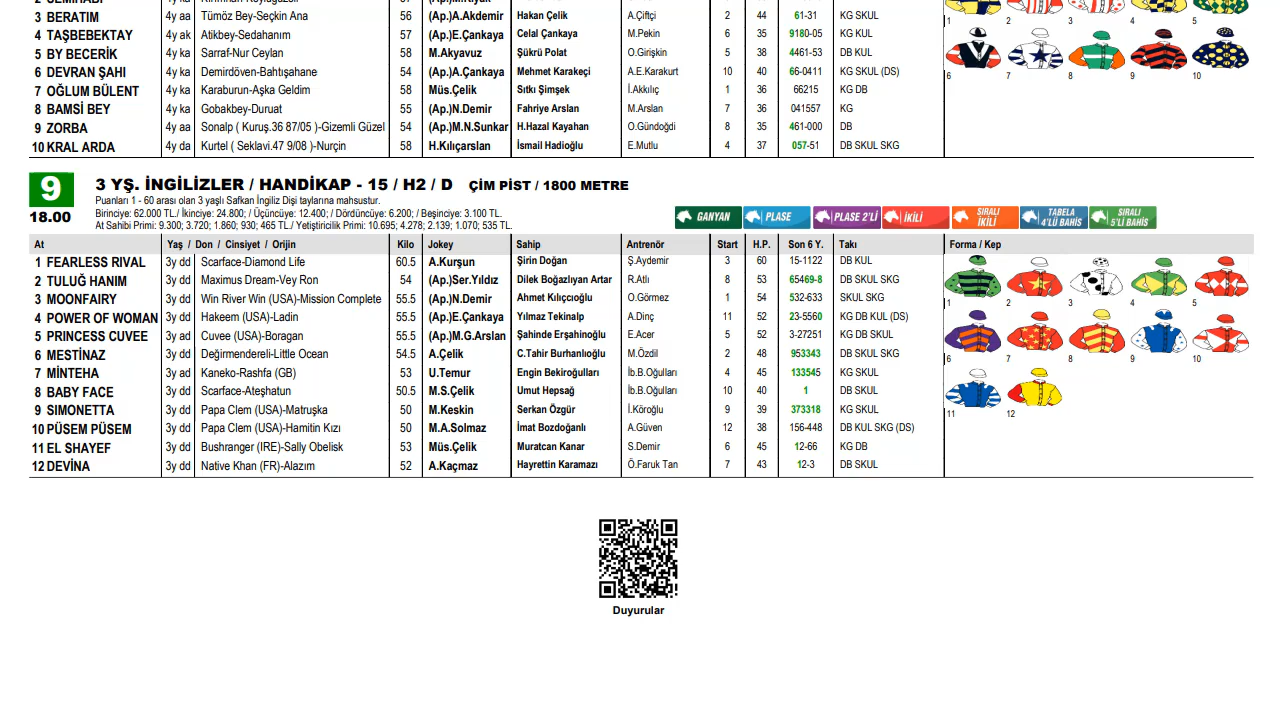 3 BERATIM 4y aa Tümöz Bey-Seçkin Ana 56 (Ap.)A.Akdemir Hakan Çelik A.Çiftçi 2 44 61-31 KG SKUL
1 2 3 4 5
4 TAŞBEBEKTAY 4y ak Atikbey-Sedahanım 57 (Ap.)E.Çankaya Celal Çankaya M.Pekin 6 35 9180-05 KG KUL
5 BY BECERİK 4y ka Sarraf-Nur Ceylan 58 M.Akyavuz Şükrü Polat O.Girişkin 5 38 4461-53 DB KUL
6 DEVRAN ŞAHI 4y ka Demirdöven-Bahtışahane 54 (Ap.)A.Çankaya Mehmet Karakeçi A.E.Karakurt 10 40 66-0411 KG SKUL (DS)
6 7 8 9 10
7 OĞLUM BÜLENT 4y ka Karaburun-Aşka Geldim 58 Müs.Çelik Sıtkı Şimşek İ.Akkılıç 1 36 66215 KG DB
8 BAMSİ BEY 4y ka Gobakbey-Duruat 55 (Ap.)N.Demir Fahriye Arslan M.Arslan 7 36 041557 KG
9 ZORBA 4y aa Sonalp ( Kuruş.36 87/05 )-Gizemli Güzel 54 (Ap.)M.N.Sunkar H.Hazal Kayahan O.Gündoğdi 8 35 461-000 DB
10 KRAL ARDA 4y da Kurtel ( Seklavi.47 9/08 )-Nurçin 58 H.Kılıçarslan İsmail Hadioğlu E.Mutlu 4 37 057-51 DB SKUL SKG
9 3 YŞ. İNGİLİZLER / HANDİKAP - 15 / H2 / D ÇİM PİST / 1800 METRE
Puanları 1 - 60 arası olan 3 yaşlı Safkan İngiliz Dişi taylarına mahsustur.
18.00 Birinciye: 62.000 TL./ İkinciye: 24.800; / Üçüncüye: 12.400; / Dördüncüye: 6.200; / Beşinciye: 3.100 TL.
At Sahibi Primi: 9.300; 3.720; 1.860; 930; 465 TL./ Yetiştiricilik Primi: 10.695; 4.278; 2.139; 1.070; 535 TL.
GANYAN PLASE PLASE 2'Lİ İKİLİ SIRALI İKİLİ TABELA 4'LÜ BAHİS SIRALI 5'Lİ BAHİS
At Yaş / Don / Cinsiyet / Orijin Kilo Jokey Sahip Antrenör Start H.P. Son 6 Y. Takı Forma / Kep
1 FEARLESS RIVAL 3y dd Scarface-Diamond Life 60.5 A.Kurşun Şirin Doğan Ş.Aydemir 3 60 15-1122 DB KUL
2 TULUĞ HANIM 3y dd Maximus Dream-Vey Ron 54 (Ap.)Ser.Yıldız Dilek Boğazlıyan Artar R.Atlı 8 53 65469-8 DB SKUL SKG
3 MOONFAIRY 3y dd Win River Win (USA)-Mission Complete 55.5 (Ap.)N.Demir Ahmet Kılıççıoğlu O.Görmez 1 54 532-633 SKUL SKG
1 2 3 4 5
4 POWER OF WOMAN 3y dd Hakeem (USA)-Ladin 55.5 (Ap.)E.Çankaya Yılmaz Tekinalp A.Dinç 11 52 23-5560 KG DB KUL (DS)
5 PRINCESS CUVEE 3y ad Cuvee (USA)-Boragan 55.5 (Ap.)M.G.Arslan Şahinde Erşahinoğlu E.Acer 5 52 3-27251 KG DB SKUL
6 MESTİNAZ 3y dd Değirmendereli-Little Ocean 54.5 A.Çelik C.Tahir Burhanlıoğlu M.Özdil 2 48 953343 DB SKUL SKG
6 7 8 9 10
7 MİNTEHA 3y ad Kaneko-Rashfa (GB) 53 U.Temur Engin Bekiroğulları İb.B.Oğulları 4 45 133545 KG SKUL
8 BABY FACE 3y dd Scarface-Ateşhatun 50.5 M.S.Çelik Umut Hepsağ İb.B.Oğulları 10 40 1 DB SKUL
9 SIMONETTA 3y dd Papa Clem (USA)-Matruşka 50 M.Keskin Serkan Özgür İ.Köroğlu 9 39 373318 KG SKUL
11 12
10 PÜSEM PÜSEM 3y dd Papa Clem (USA)-Hamitin Kızı 50 M.A.Solmaz İmat Bozdoğanlı A.Güven 12 38 156-448 DB KUL SKG (DS)
11 EL SHAYEF 3y dd Bushranger (IRE)-Sally Obelisk 53 Müs.Çelik Muratcan Kanar S.Demir 6 45 12-66 KG DB
12 DEVİNA 3y dd Native Khan (FR)-Alazım 52 A.Kaçmaz Hayrettin Karamazı Ö.Faruk Tan 7 43 12-3 DB SKUL
Duyurular